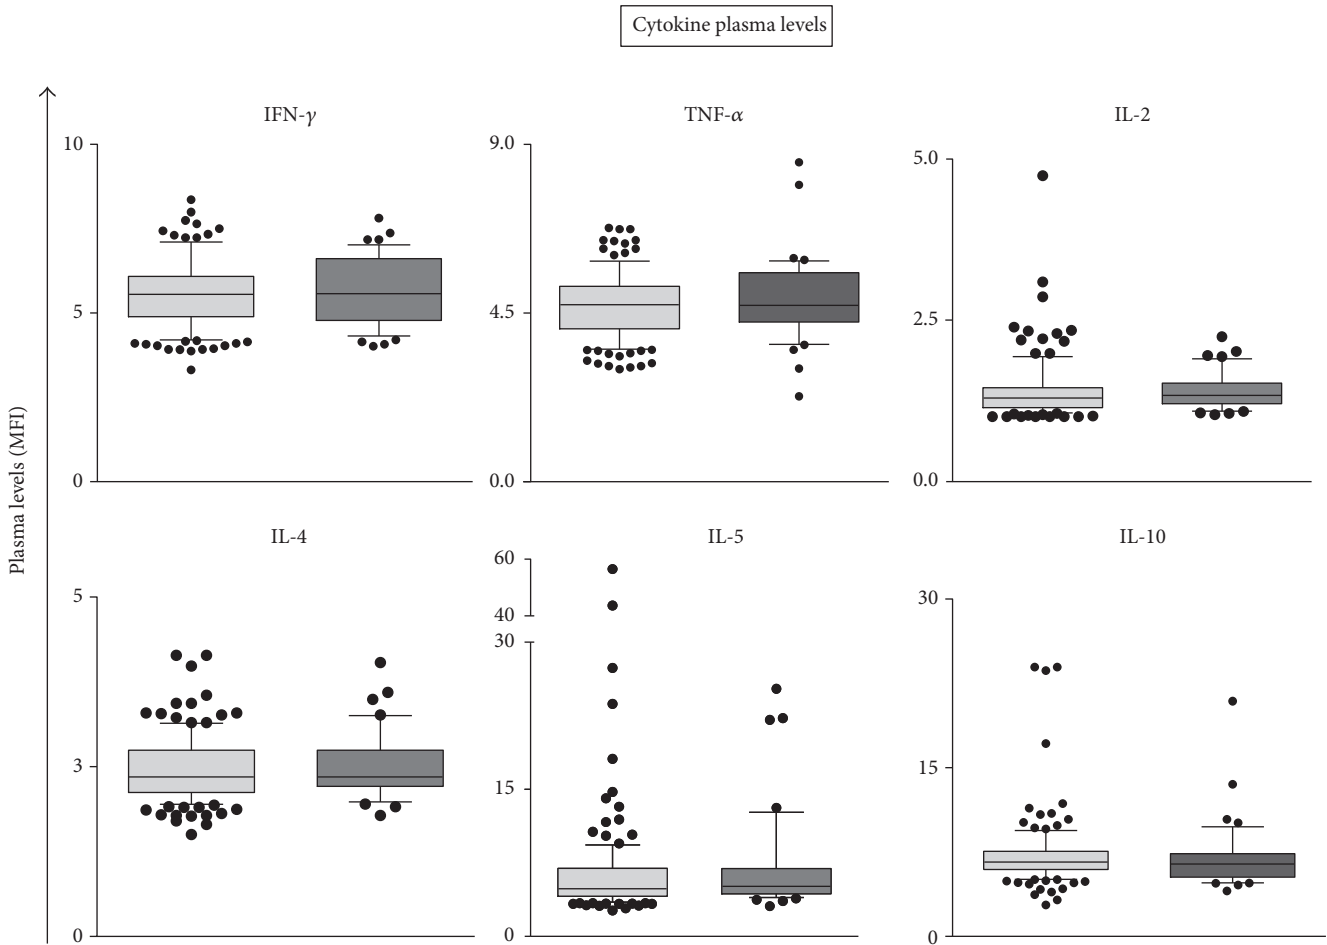 Cytokine plasma levels
Plasma levels (MFI)
IFN-γ
10
5
0
TNF-α
9.0
4.5
0.0
IL-2
5.0
2.5
0.0
IL-4
5
3
0
IL-5
60
40
30
15
0
IL-10
30
15
0